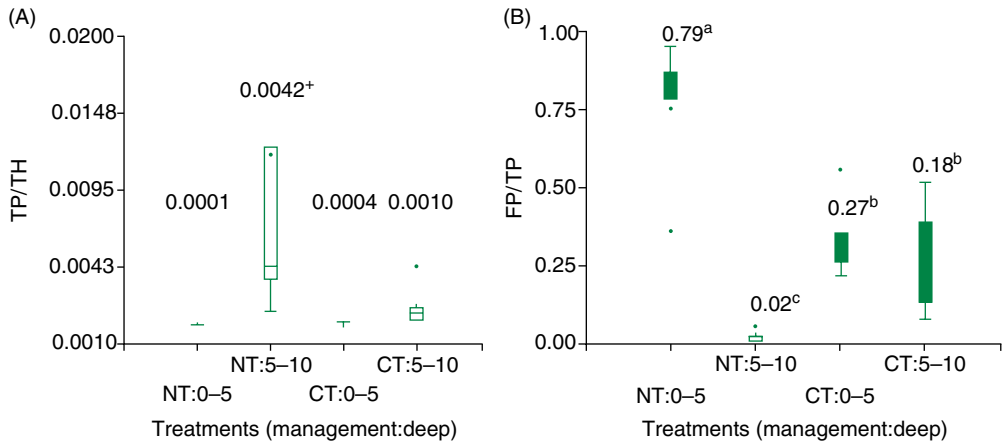 (A)
0.0200
0.0148
0.0095
0.0043
0.0010
TP/TH
0.0001
0.0042+
0.0004
0.0010
NT:5–10
CT:5–10
NT:0–5
CT:0–5
Treatments (management:deep)
(B)
1.00
0.75
0.50
0.25
0.00
FP/TP
0.79a
0.02c
0.27b
0.18b
NT:5–10
CT:5–10
NT:0–5
CT:0–5
Treatments (management:deep)